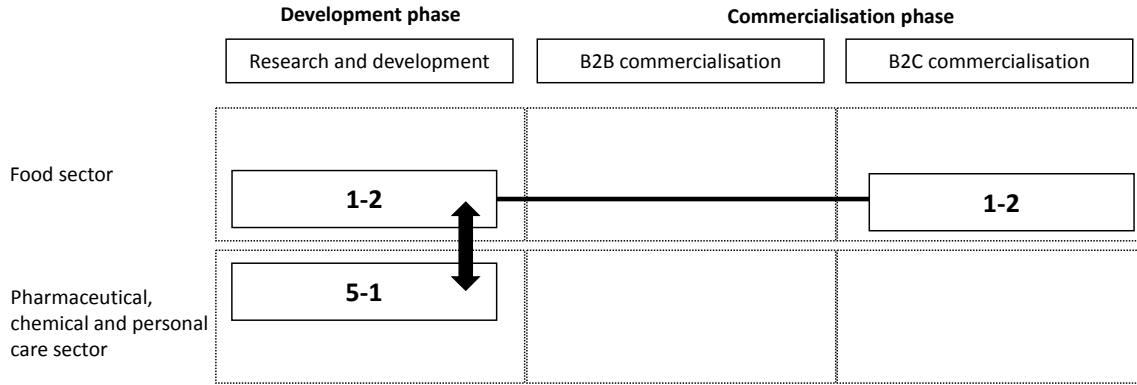 Development phase
Commercialisation phase
Research and development
B2B commercialisation
B2C commercialisation
Food sector
1-2
1-2
5-1
Pharmaceutical,
chemical and personal
care sector